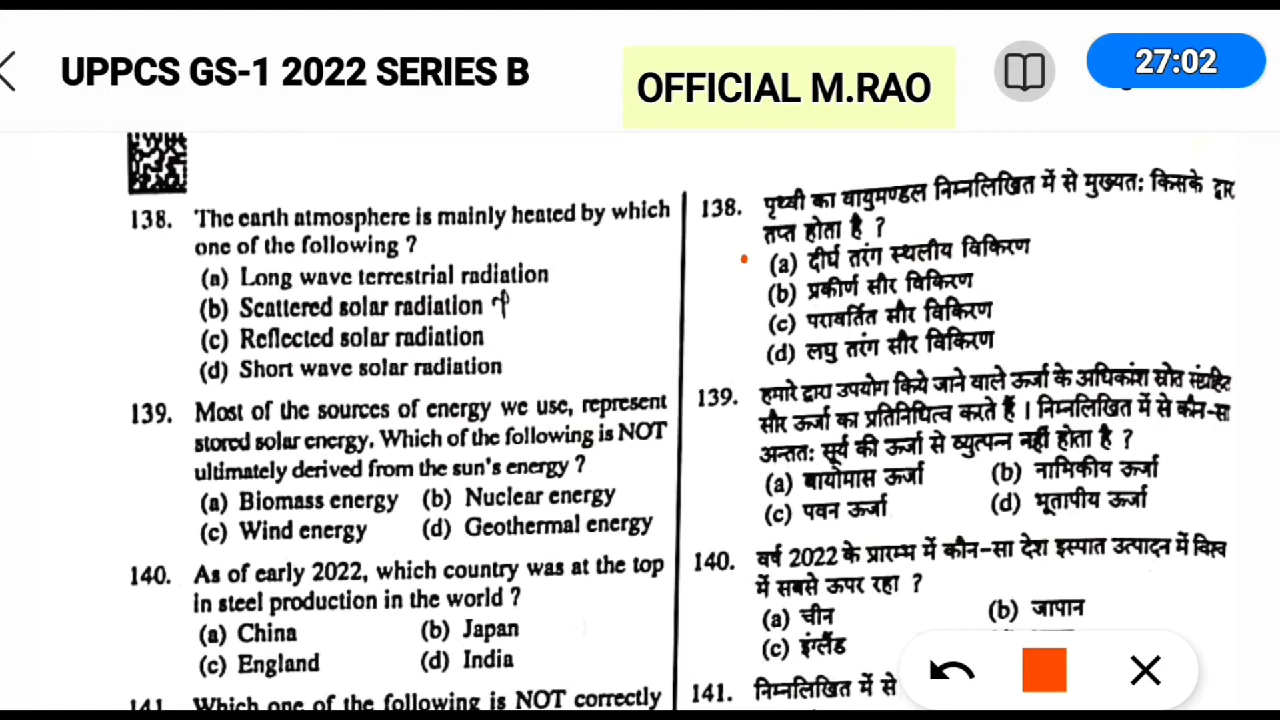 UPPCS GS-1 2022 SERIES B
OFFICIAL M.RAO
27:02
138. The earth atmosphere is mainly heated by which
one of the following ?
(a) Long wave terrestrial radiation
(b) Scattered solar radiation
(c) Reflected solar radiation
(d) Short wave solar radiation
139. Most of the sources of energy we use, represent
stored solar energy. Which of the following is NOT
ultimately derived from the sun's energy ?
(a) Biomass energy (b) Nuclear energy
(c) Wind energy (d) Geothermal energy
140. As of early 2022, which country was at the top
in steel production in the world ?
(a) China (b) Japan
(c) England (d) India
141. Which one of the following is NOT correctly
138. पृथ्वी का वायुमण्डल निम्नलिखित में से मुख्यत: किसके
तप्त होता है ?
(a) दीर्घ तरंग स्थलीय विकिरण
(b) प्रकीर्ण सौर विकिरण
(c) परावर्तित सौर विकिरण
(d) लघु तरंग सौर विकिरण
139. हमारे द्वारा उपयोग किये जाने वाले ऊर्जा के अधिकांश स्रोत संग्रहित
सौर ऊर्जा का प्रतिनिधित्व करते हैं । निम्नलिखित में से कौन-सा
अन्तत: सूर्य की ऊर्जा से व्युत्पन्न नहीं होता है ?
(a) बायोमास ऊर्जा (b) नाभिकीय ऊर्जा
(c) पवन ऊर्जा (d) भूतापीय ऊर्जा
140. वर्ष 2022 के प्रारम्भ में कौन-सा देश इस्पात उत्पादन में विश्व
में सबसे ऊपर रहा ?
(a) चीन (b) जापान
(c) इंग्लैंड
141. निम्नलिखित में से